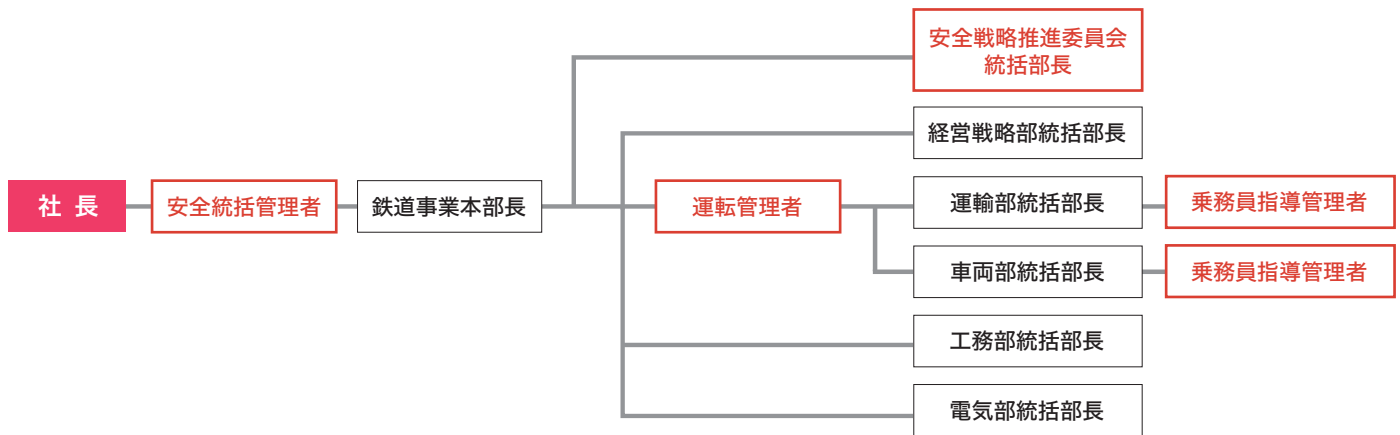 安全戦略推進委員会
統括部長
経営戦略部統括部長
社長
安全統括管理者
鉄道事業本部長
運転管理者
運輸部統括部長
乗務員指導管理者
車両部統括部長
乗務員指導管理者
工務部統括部長
電気部統括部長